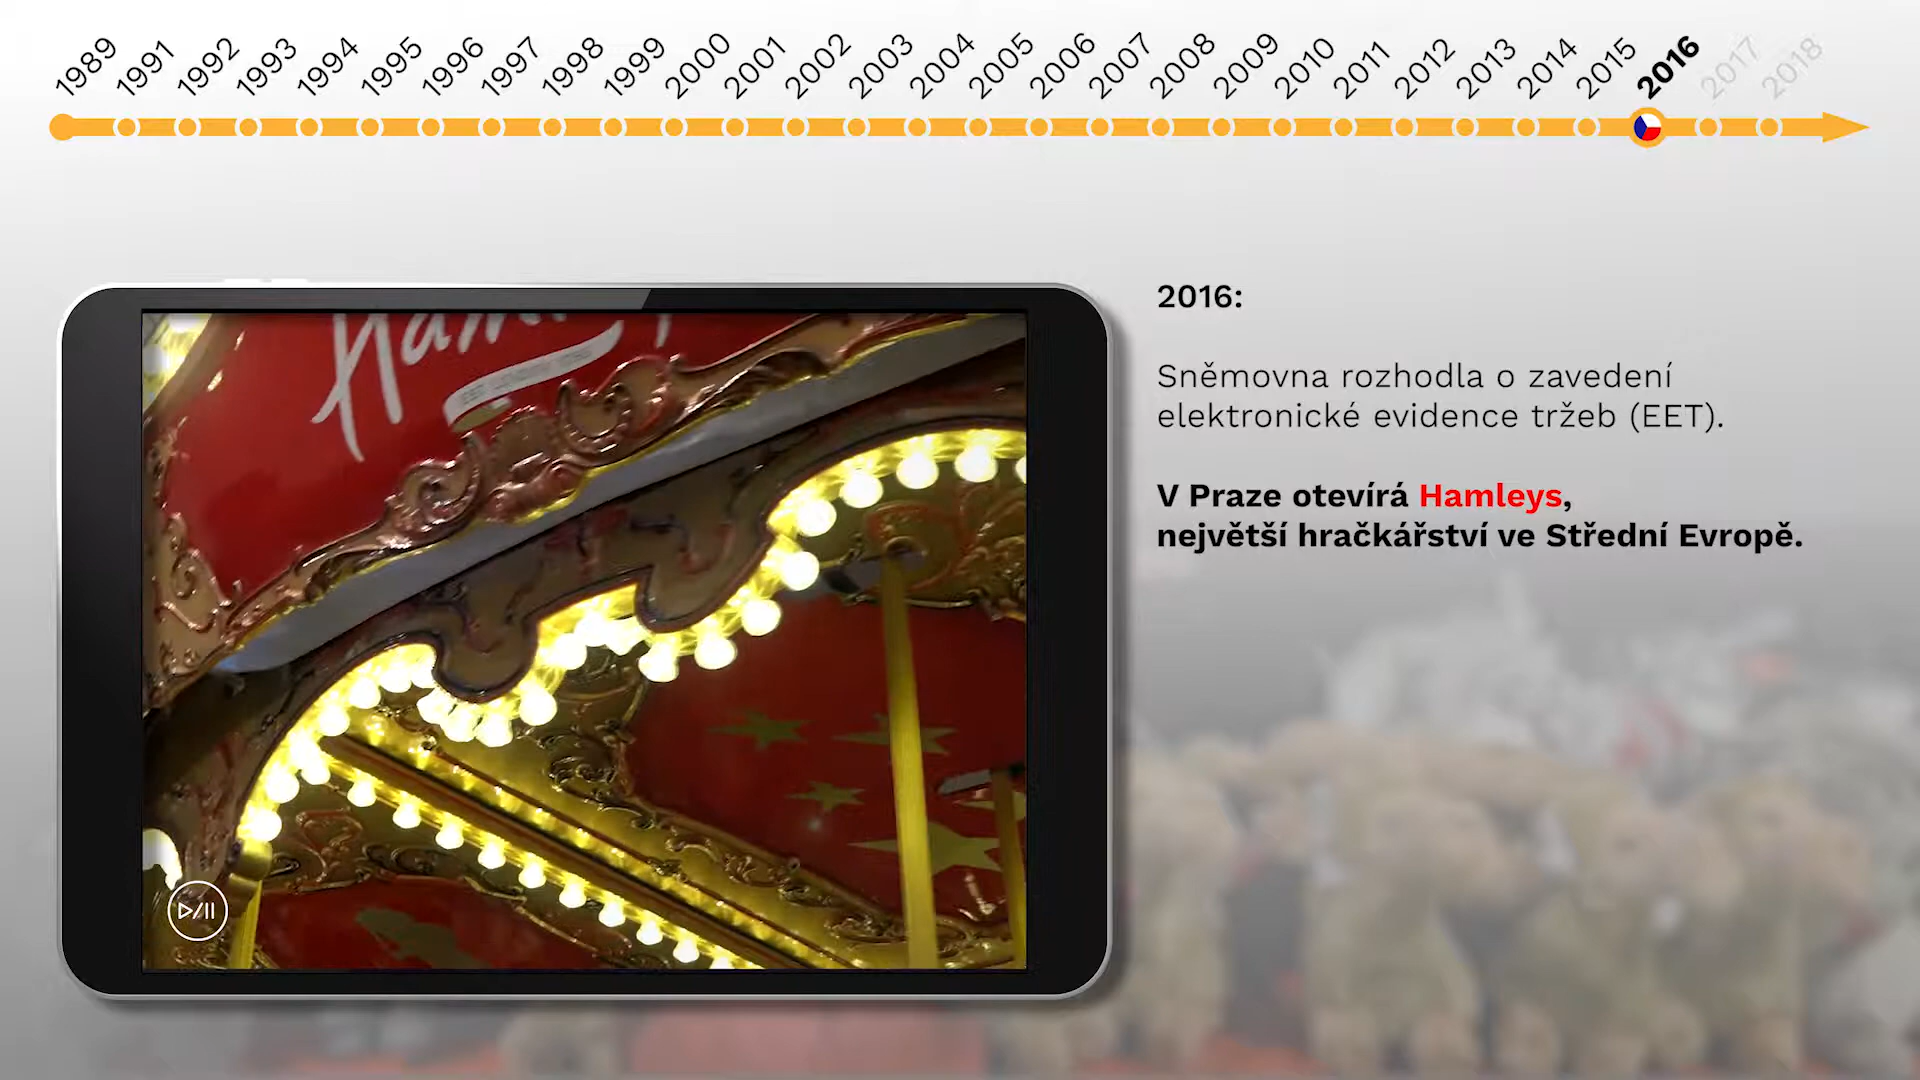 1989 1991 1992 1993 1994 1995 1996 1997 1998 1999 2000 2001 2002 2003 2004 2005 2006 2007 2008 2009 2010 2011 2012 2013 2014 2015 2016 2017 2018
2016:
Sněmovna rozhodla o zavedení
elektronické evidence tržeb (EET).
V Praze otevírá Hamleys,
největší hračkářství ve Střední Evropě.